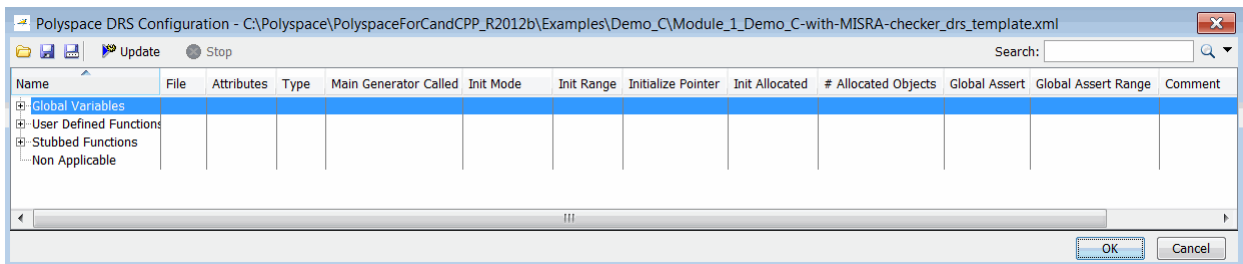 Polyspace DRS Configuration - C:\Polyspace\PolyspaceForCandCPP_R2012b\Examples\Demo_C\Module_1_Demo_C-with-MISRA-checker_drs_template.xml
Update Stop Search:
Name File Attributes Type Main Generator Called Init Mode Init Range Initialize Pointer Init Allocated # Allocated Objects Global Assert Global Assert Range Comment
Global Variables
User Defined Functions
Stubbed Functions
Non Applicable
OK Cancel